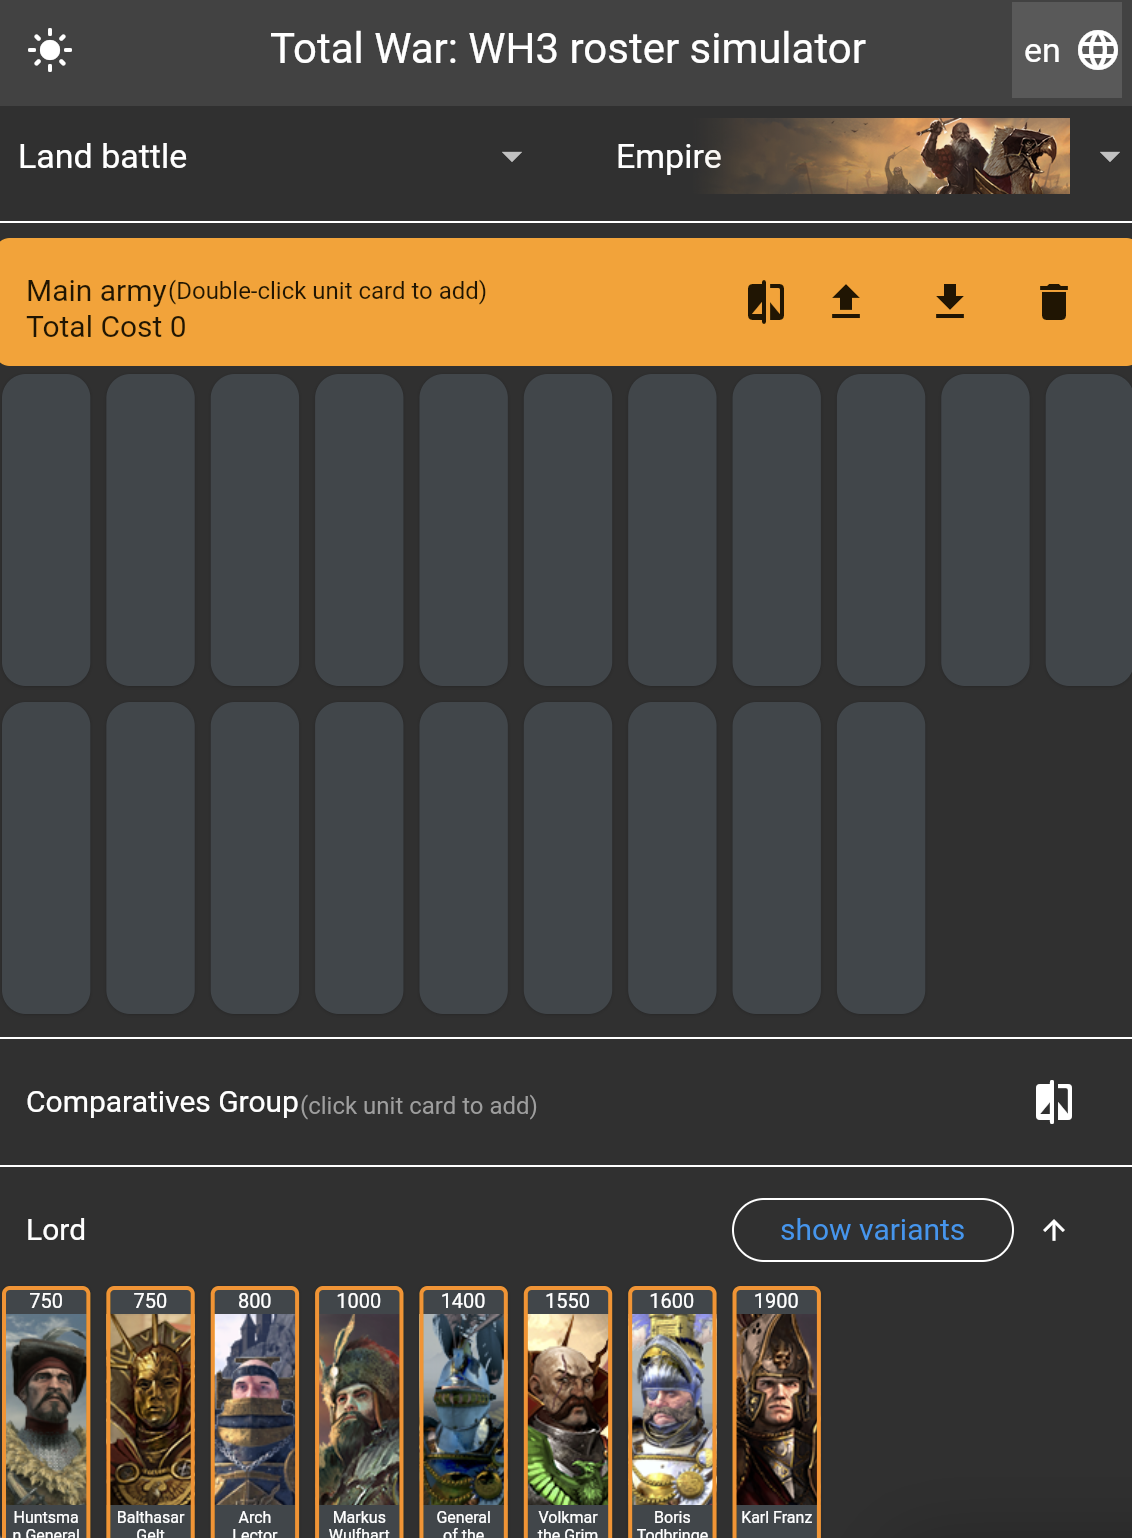 Total War: WH3 roster simulator
en
Land battle
Empire
Main army(Double-click unit card to add)
Total Cost 0
Comparatives Group(click unit card to add)
Lord
show variants
750
750
800
1000
1400
1550
1600
1900
Huntsma
n General
Balthasar
Gelt
Arch
Lector
Markus
Wulfhart
General
of the
Volkmar
the Grim
Boris
Todbringe
Karl Franz